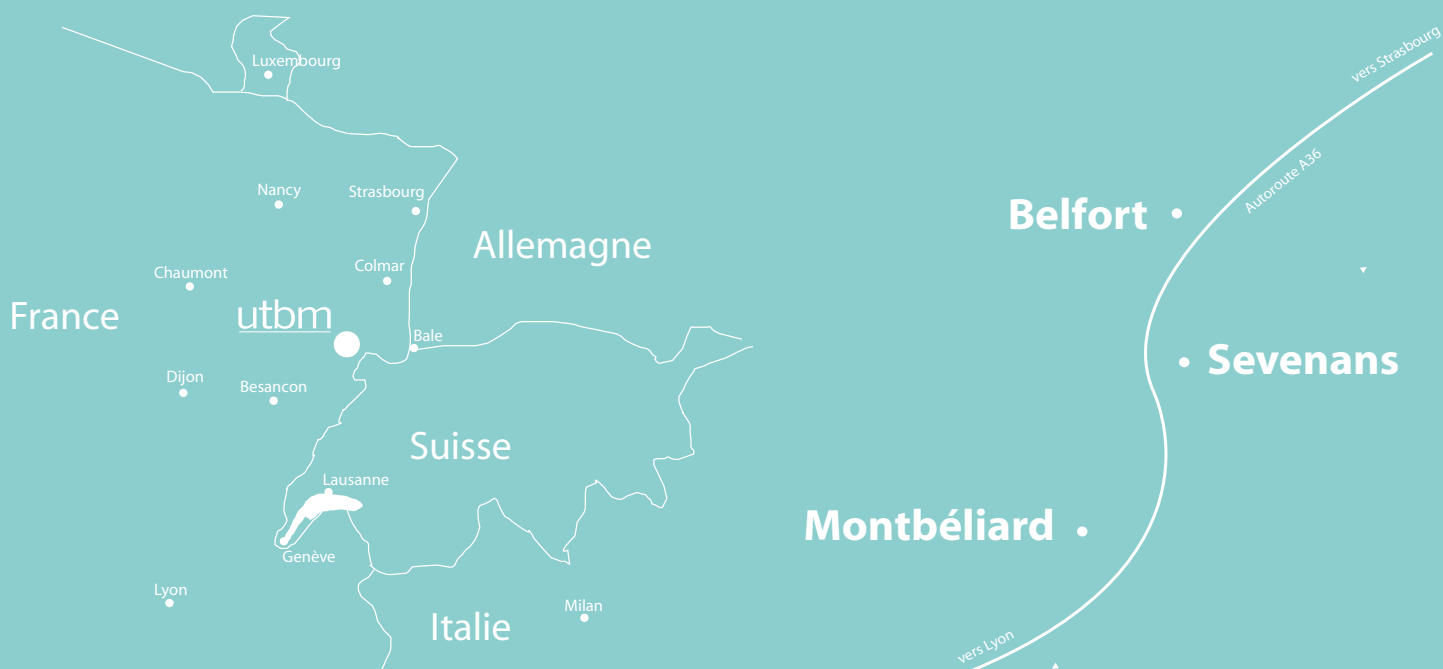 Luxembourg
Nancy
Strasbourg
Allemagne
Colmar
Chaumont
France
utbm
Bale
Dijon
Besancon
Suisse
Lausanne
Genève
Lyon
Milan
Italie
vers Strasbourg
Autoroute A36
Belfort
Sevenans
Montbéliard
vers Lyon